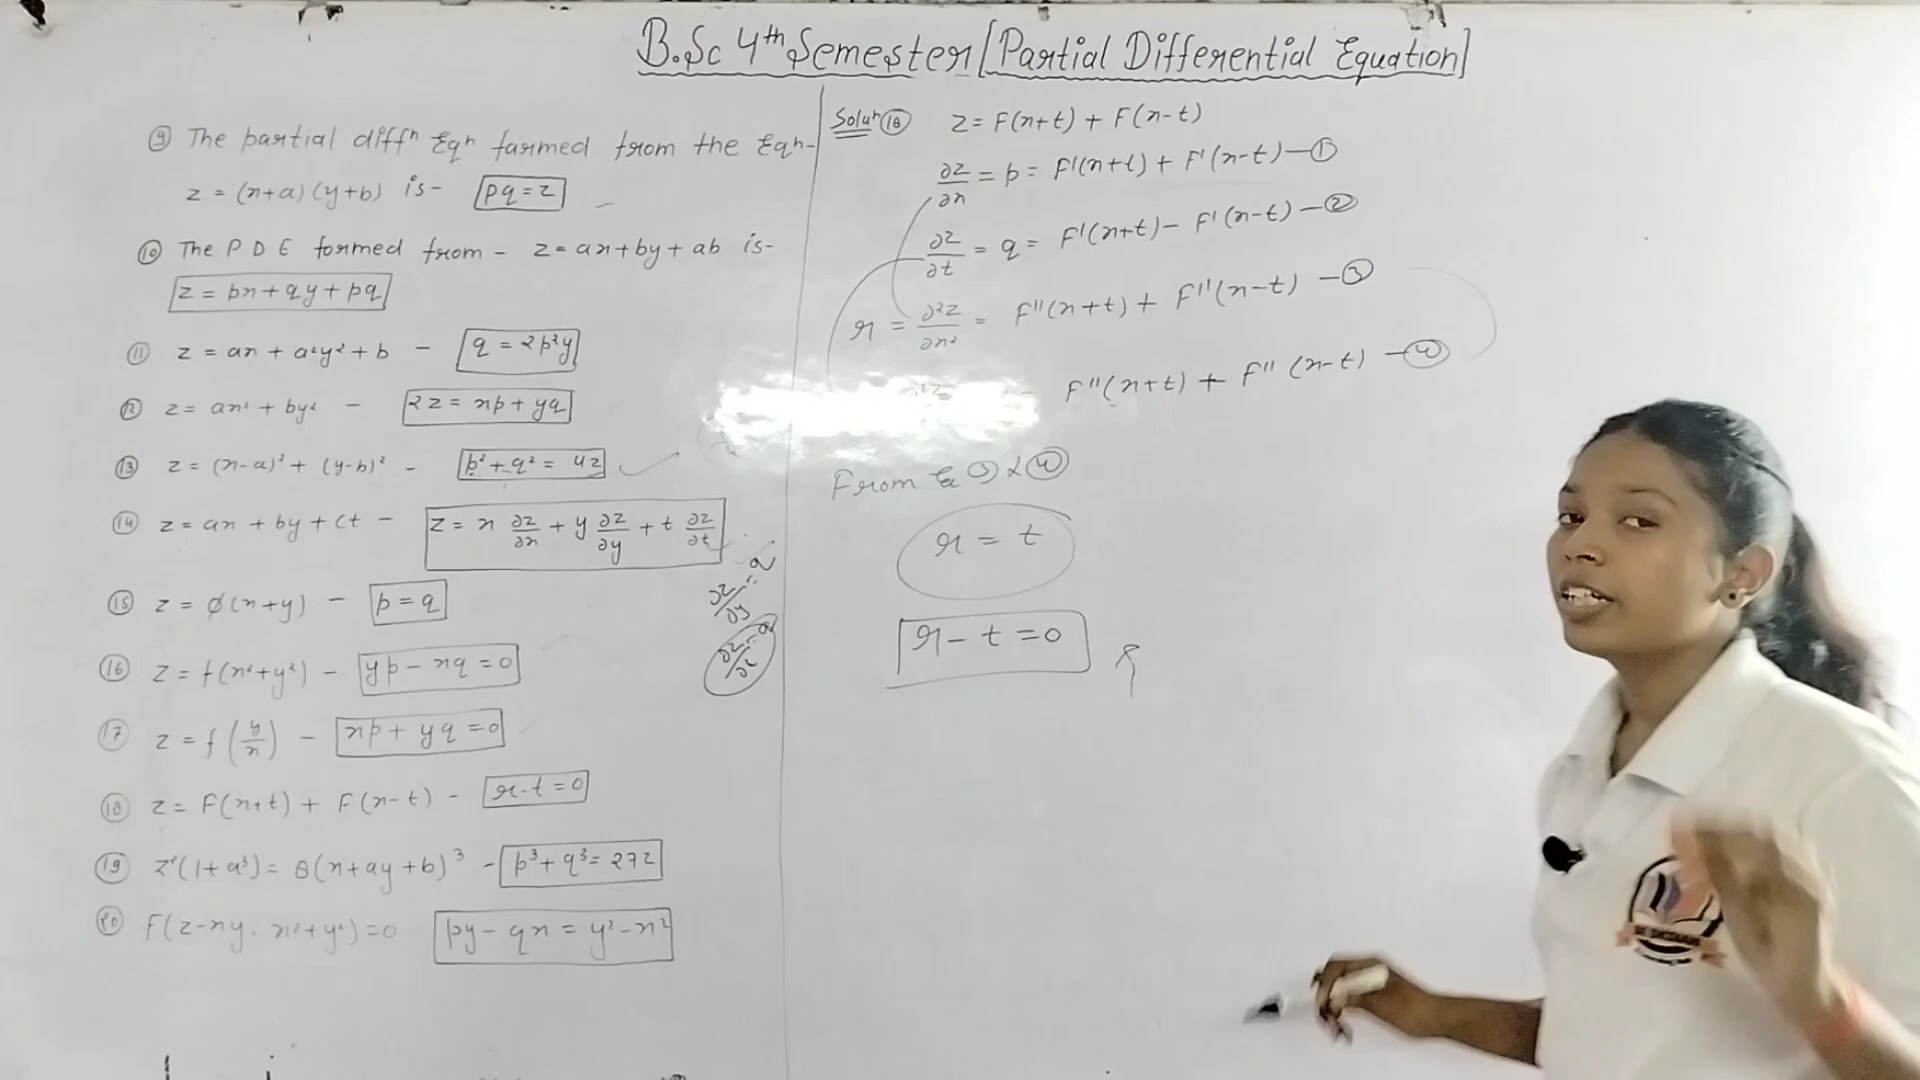 B.Sc 4th Semester [Partial Differential Equation]
⑨ The partial diffⁿ Eqⁿ farmed from the Eqⁿ-
z = (x+a)(y+b) is- pq = z
⑩ The P D E formed from - z = ax+by+ab is-
z = px+qy+pq
⑪ z = ax + a²y² + b - q = 2p²y
⑫ z = ax² + by² - 2z = xp + yq
⑬ z = (x-a)² + (y-b)² - p² + q² = 4z
⑭ z = ax + by + ct - z = x ∂z/∂x + y ∂z/∂y + t ∂z/∂t
⑮ z = ϕ(x+y) - p = q
⑯ z = f(x²+y²) - yp - xq = 0
⑰ z = f(y/x) - xp + yq = 0
⑱ z = F(x+t) + F(x-t) - r-t = 0
⑲ z²(1+a³) = 8(x+ay+b)³ - p³+q³ = 27z
⑳ F(z-xy, x²+y²) = 0 py - qx = y²-x²
∂z/∂y = q
∂z/∂t = q
Soluⁿ ⑱ z = F(x+t) + F(x-t)
∂z/∂x = p = F'(x+t) + F'(x-t) — ①
∂z/∂t = q = F'(x+t) - F'(x-t) — ②
r = ∂²z/∂x² = F''(x+t) + F''(x-t) — ③
F''(x+t) + F''(x-t) — ④
From Eq ③ & ④
r = t
r - t = 0